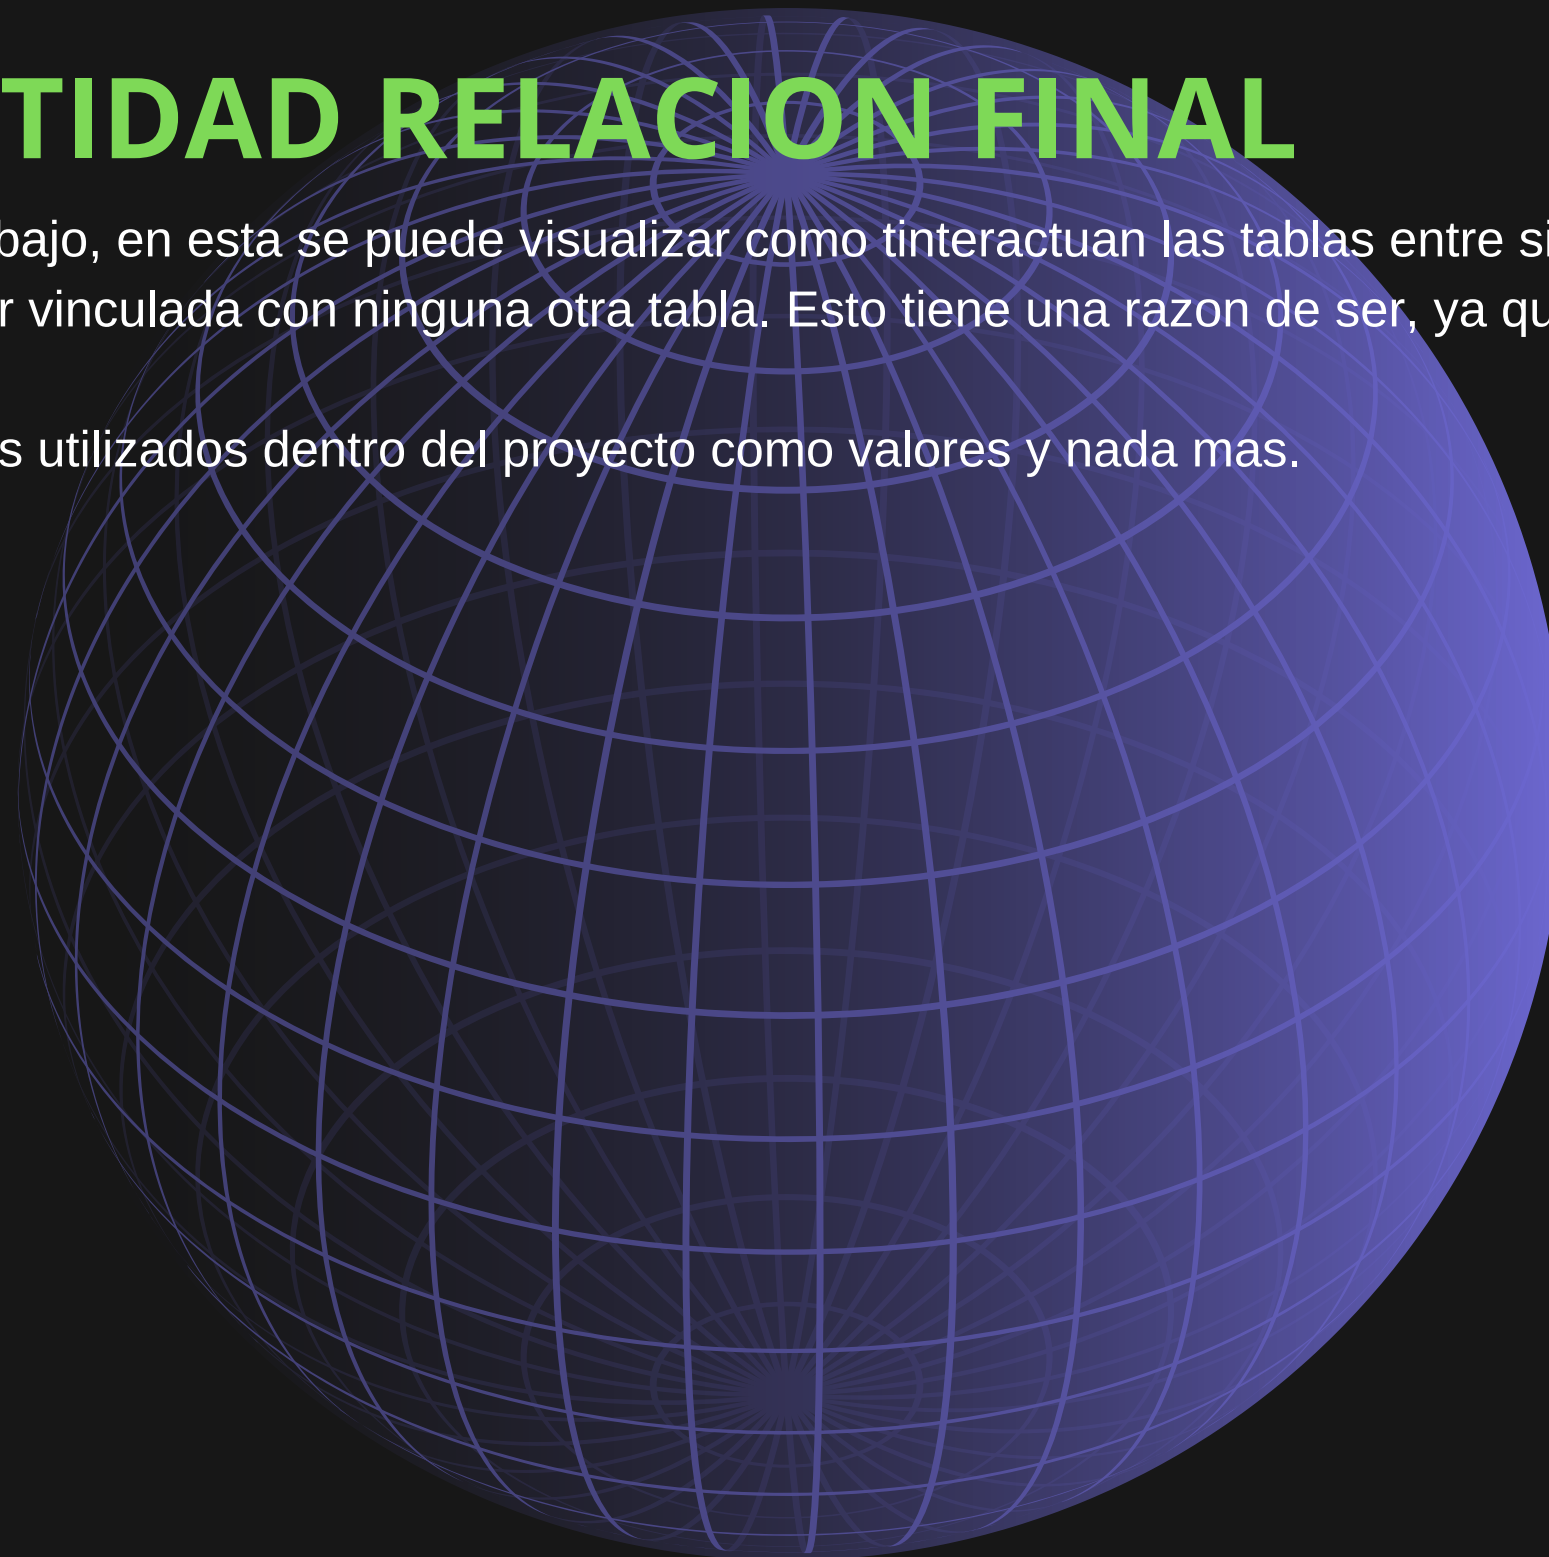 TIDAD RELACION FINAL
bajo, en esta se puede visualizar como tinteractuan las tablas entre si
r vinculada con ninguna otra tabla. Esto tiene una razon de ser, ya qu
s utilizados dentro del proyecto como valores y nada mas.